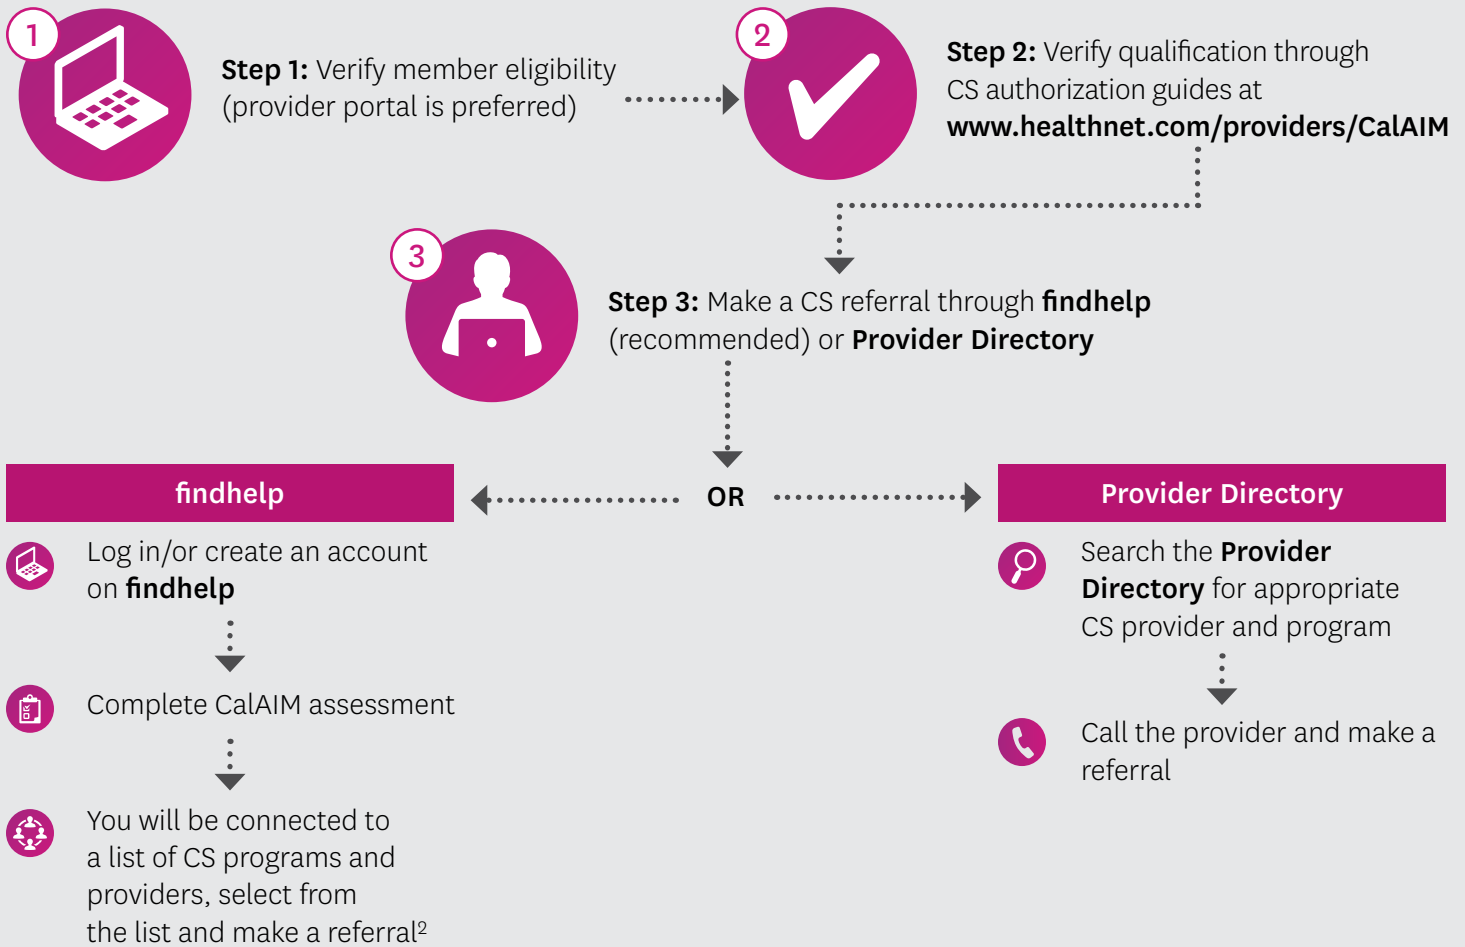 1
Step 1: Verify member eligibility
(provider portal is preferred)
2
Step 2: Verify qualification through
CS authorization guides at
www.healthnet.com/providers/CalAIM
3
Step 3: Make a CS referral through findhelp
(recommended) or Provider Directory
OR
findhelp
Log in/or create an account
on findhelp
Complete CalAIM assessment
You will be connected to
a list of CS programs and
providers, select from
the list and make a referral²
Provider Directory
Search the Provider
Directory for appropriate
CS provider and program
Call the provider and make a
referral